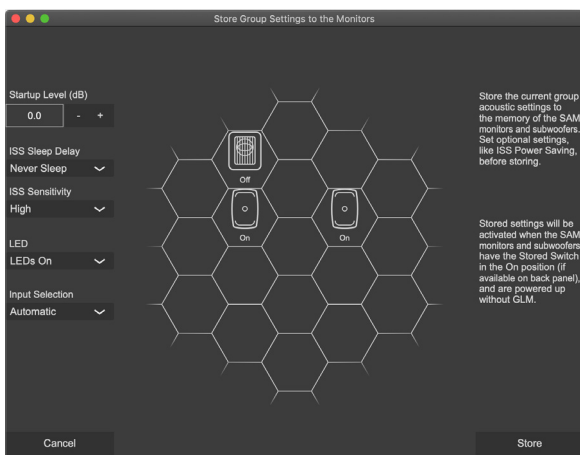 Store Group Settings to the Monitors
Startup Level (dB)
0.0 - +
ISS Sleep Delay
Never Sleep
ISS Sensitivity
High
LED
LEDs On
Input Selection
Automatic
Off
On
On
Store the current group
acoustic settings to
the memory of the SAM
monitors and subwoofers.
Set optional settings,
like ISS Power Saving,
before storing.
Stored settings will be
activated when the SAM
monitors and subwoofers
have the Stored Switch
in the On position (if
available on back panel),
and are powered up
without GLM.
Cancel
Store